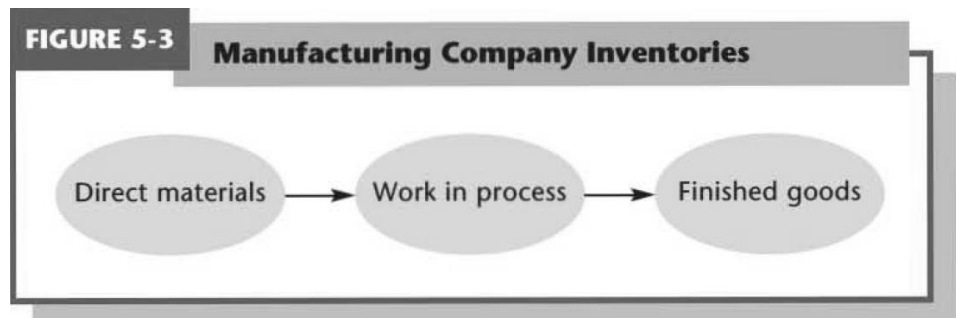 FIGURE 5-3
Manufacturing Company Inventories
Direct materials
Work in process
Finished goods